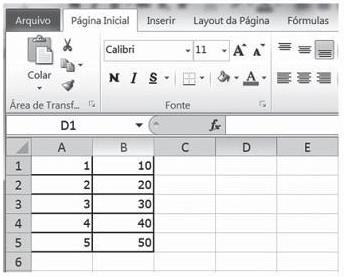 Arquivo Página Inicial Inserir Layout da Página Fórmulas
Calibri 11 A A
Colar
N I S A
Área de Transf... Fonte
D1 fx
A B C D E
1 1 10
2 2 20
3 3 30
4 4 40
5 5 50
6